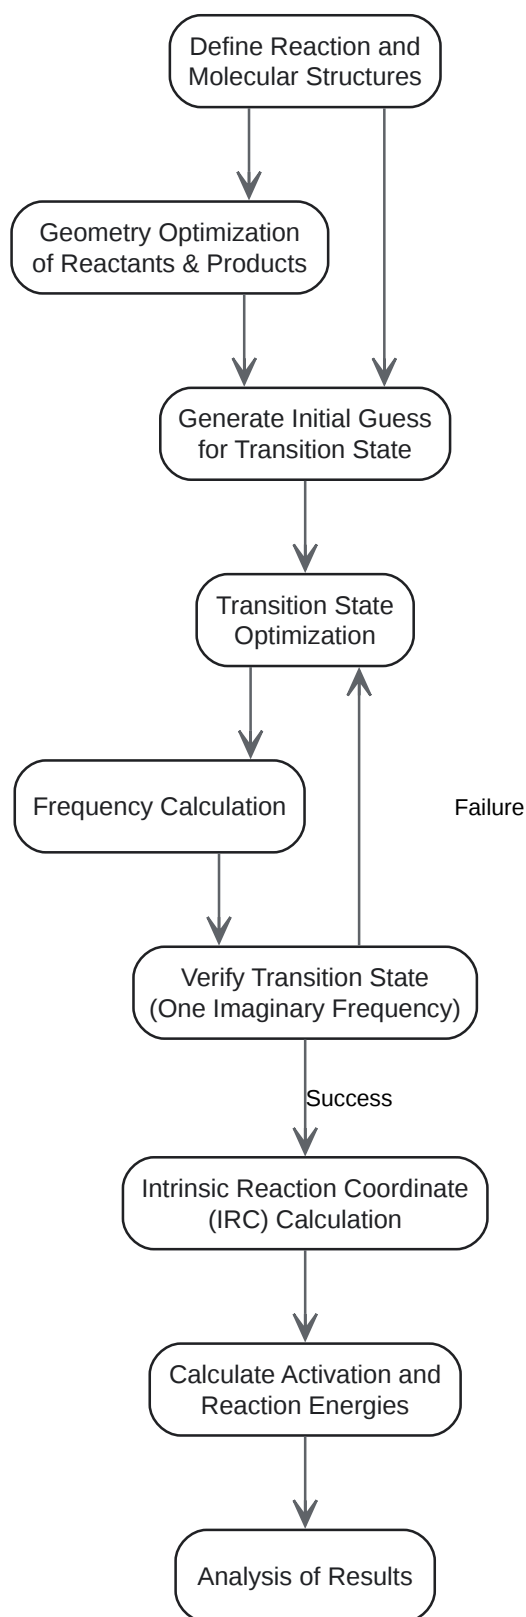 Define Reaction and
Molecular Structures
Geometry Optimization
of Reactants & Products
Generate Initial Guess
for Transition State
Transition State
Optimization
Frequency Calculation
Failure
Verify Transition State
(One Imaginary Frequency)
Success
Intrinsic Reaction Coordinate
(IRC) Calculation
Calculate Activation and
Reaction Energies
Analysis of Results